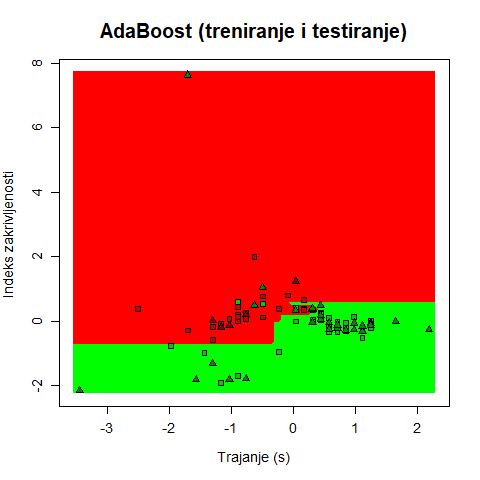 AdaBoost (treniranje i testiranje)
8
6
4
2
0
-2
Indeks zakrivljenosti
-3 -2 -1 0 1 2
Trajanje (s)